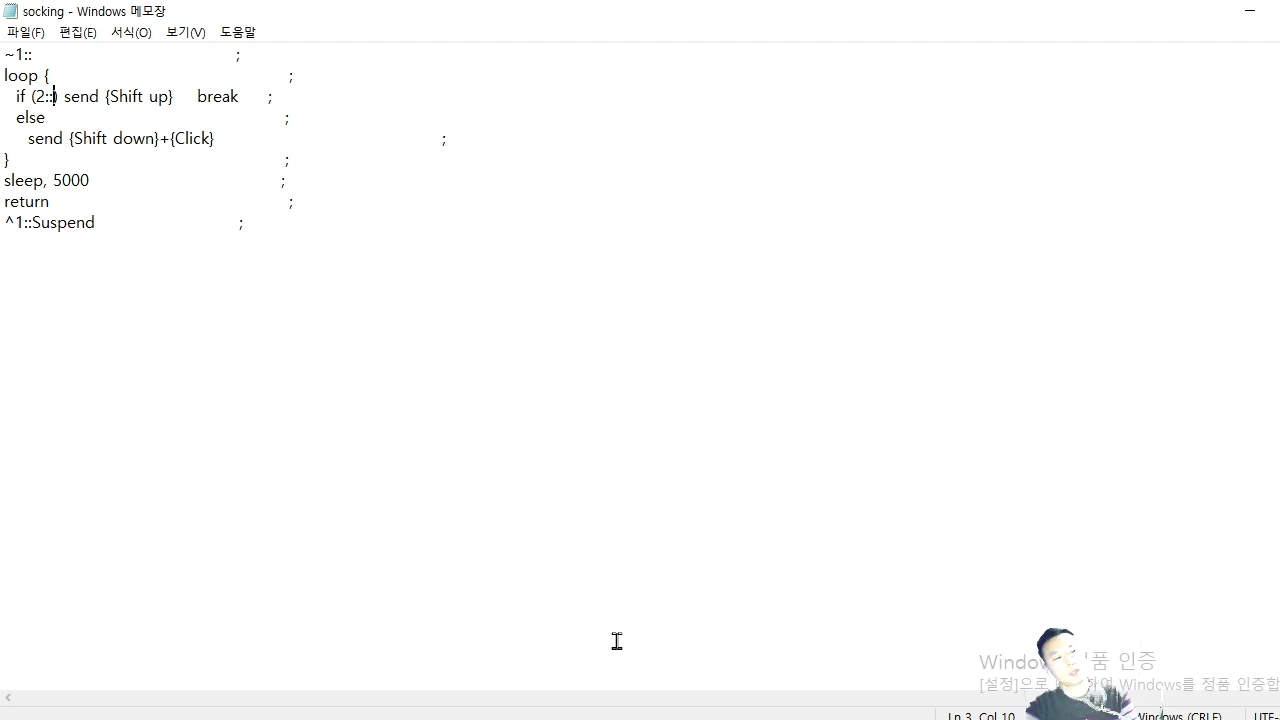 socking - Windows 메모장
파일(F) 편집(E) 서식(O) 보기(V) 도움말
~1:: ;
loop { ;
if (2::) send {Shift up} break ;
else ;
send {Shift down}+{Click} ;
} ;
sleep, 5000 ;
return ;
^1::Suspend ;
품 인증
[설정]으로 Windows를 정품 인증합
Ln 3, Col 10 Windows (CRLF) UTF-